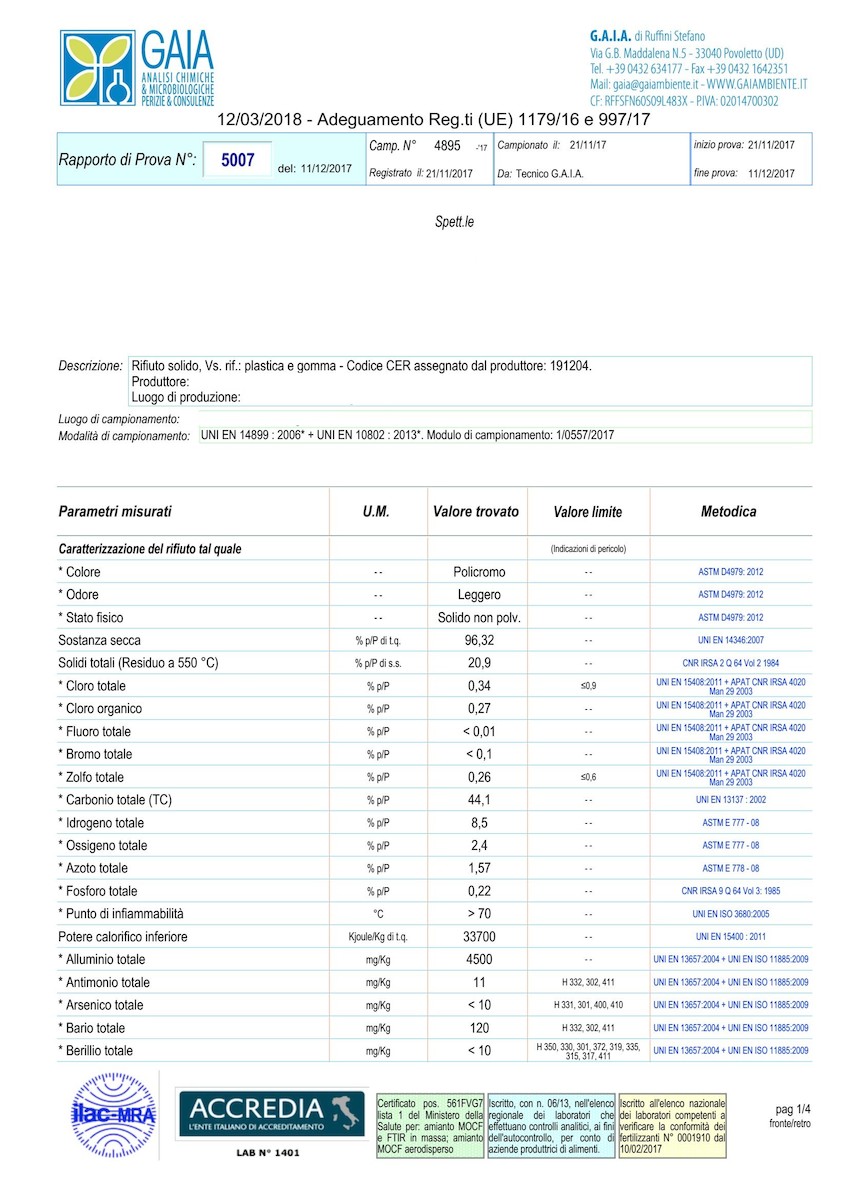 GAIA
ANALISI CHIMICHE
& MICROBIOLOGICHE
PERIZIE & CONSULENZE
G.A.I.A. di Ruffini Stefano
Via G.B. Maddalena N.5 - 33040 Povoletto (UD)
Tel. +39 0432 634177 - Fax +39 0432 1642351
Mail: gaia@gaiambiente.it - WWW.GAIAMBIENTE.IT
CF: RFFSFN60S09L483X - P.IVA: 02014700302
12/03/2018 - Adeguamento Reg.ti (UE) 1179/16 e 997/17
Rapporto di Prova N°: 5007 del: 11/12/2017
Camp. N° 4895 -'17
Registrato il: 21/11/2017
Campionato il: 21/11/17
Da: Tecnico G.A.I.A.
inizio prova: 21/11/2017
fine prova: 11/12/2017
Spett.le
Descrizione: Rifiuto solido, Vs. rif.: plastica e gomma - Codice CER assegnato dal produttore: 191204.
Produttore:
Luogo di produzione:
Luogo di campionamento:
Modalità di campionamento: UNI EN 14899 : 2006* + UNI EN 10802 : 2013*. Modulo di campionamento: 1/0557/2017
Parametri misurati U.M. Valore trovato Valore limite Metodica
Caratterizzazione del rifiuto tal quale (Indicazioni di pericolo)
* Colore -- Policromo -- ASTM D4979: 2012
* Odore -- Leggero -- ASTM D4979: 2012
* Stato fisico -- Solido non polv. -- ASTM D4979: 2012
Sostanza secca % p/P di t.q. 96,32 -- UNI EN 14346:2007
Solidi totali (Residuo a 550 °C) % p/P di s.s. 20,9 -- CNR IRSA 2 Q 64 Vol 2 1984
* Cloro totale % p/P 0,34 ≤0,9 UNI EN 15408:2011 + APAT CNR IRSA 4020
Man 29 2003
* Cloro organico % p/P 0,27 -- UNI EN 15408:2011 + APAT CNR IRSA 4020
Man 29 2003
* Fluoro totale % p/P < 0,01 -- UNI EN 15408:2011 + APAT CNR IRSA 4020
Man 29 2003
* Bromo totale % p/P < 0,1 -- UNI EN 15408:2011 + APAT CNR IRSA 4020
Man 29 2003
* Zolfo totale % p/P 0,26 ≤0,6 UNI EN 15408:2011 + APAT CNR IRSA 4020
Man 29 2003
* Carbonio totale (TC) % p/P 44,1 -- UNI EN 13137 : 2002
* Idrogeno totale % p/P 8,5 -- ASTM E 777 - 08
* Ossigeno totale % p/P 2,4 -- ASTM E 777 - 08
* Azoto totale % p/P 1,57 -- ASTM E 778 - 08
* Fosforo totale % p/P 0,22 -- CNR IRSA 9 Q 64 Vol 3: 1985
* Punto di infiammabilità °C > 70 -- UNI EN ISO 3680:2005
Potere calorifico inferiore Kjoule/Kg di t.q. 33700 -- UNI EN 15400 : 2011
* Alluminio totale mg/Kg 4500 -- UNI EN 13657:2004 + UNI EN ISO 11885:2009
* Antimonio totale mg/Kg 11 H 332, 302, 411 UNI EN 13657:2004 + UNI EN ISO 11885:2009
* Arsenico totale mg/Kg < 10 H 331, 301, 400, 410 UNI EN 13657:2004 + UNI EN ISO 11885:2009
* Bario totale mg/Kg 120 H 332, 302, 411 UNI EN 13657:2004 + UNI EN ISO 11885:2009
* Berillio totale mg/Kg < 10 H 350, 330, 301, 372, 319, 335,
315, 317, 411 UNI EN 13657:2004 + UNI EN ISO 11885:2009
ilac-MRA
ACCREDIA
L'ENTE ITALIANO DI ACCREDITAMENTO
LAB N° 1401
Certificato pos. 561FVG7
lista 1 del Ministero della
Salute per: amianto MOCF
e FTIR in massa; amianto
MOCF aerodisperso
Iscritto, con n. 06/13, nell'elenco
regionale dei laboratori che
effettuano controlli analitici, ai fini
dell'autocontrollo, per conto di
aziende produttrici di alimenti.
Iscritto all'elenco nazionale
dei laboratori competenti a
verificare la conformità dei
fertilizzanti N° 0001910 dal
10/02/2017
pag 1/4
fronte/retro